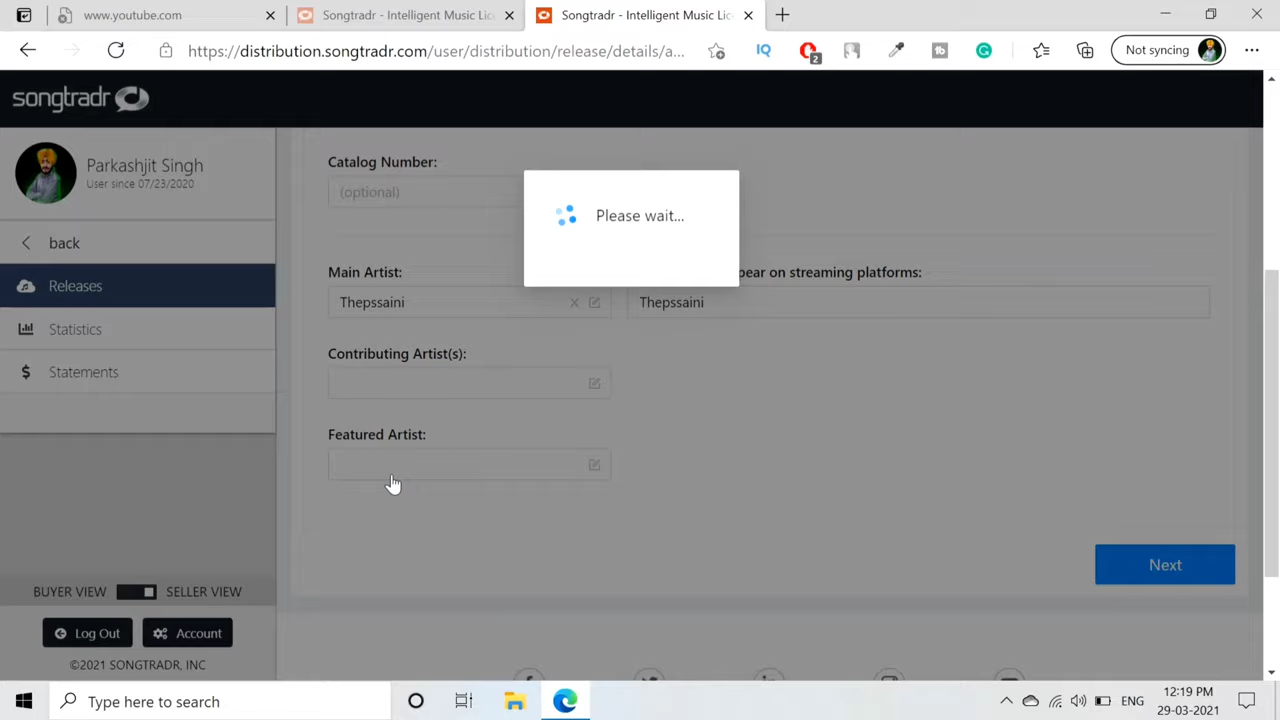 www.youtube.com
Songtradr - Intelligent Music Lic
Songtradr - Intelligent Music Lic
https://distribution.songtradr.com/user/distribution/release/details/a...
IQ
2
Not syncing
songtradr
Parkashjit Singh
User since 07/23/2020
back
Releases
Statistics
$ Statements
BUYER VIEW
SELLER VIEW
Log Out
Account
©2021 SONGTRADR, INC
Catalog Number:
(optional)
Please wait...
Main Artist:
pear on streaming platforms:
Thepssaini
Thepssaini
Contributing Artist(s):
Featured Artist:
Next
Type here to search
ENG
12:19 PM
29-03-2021